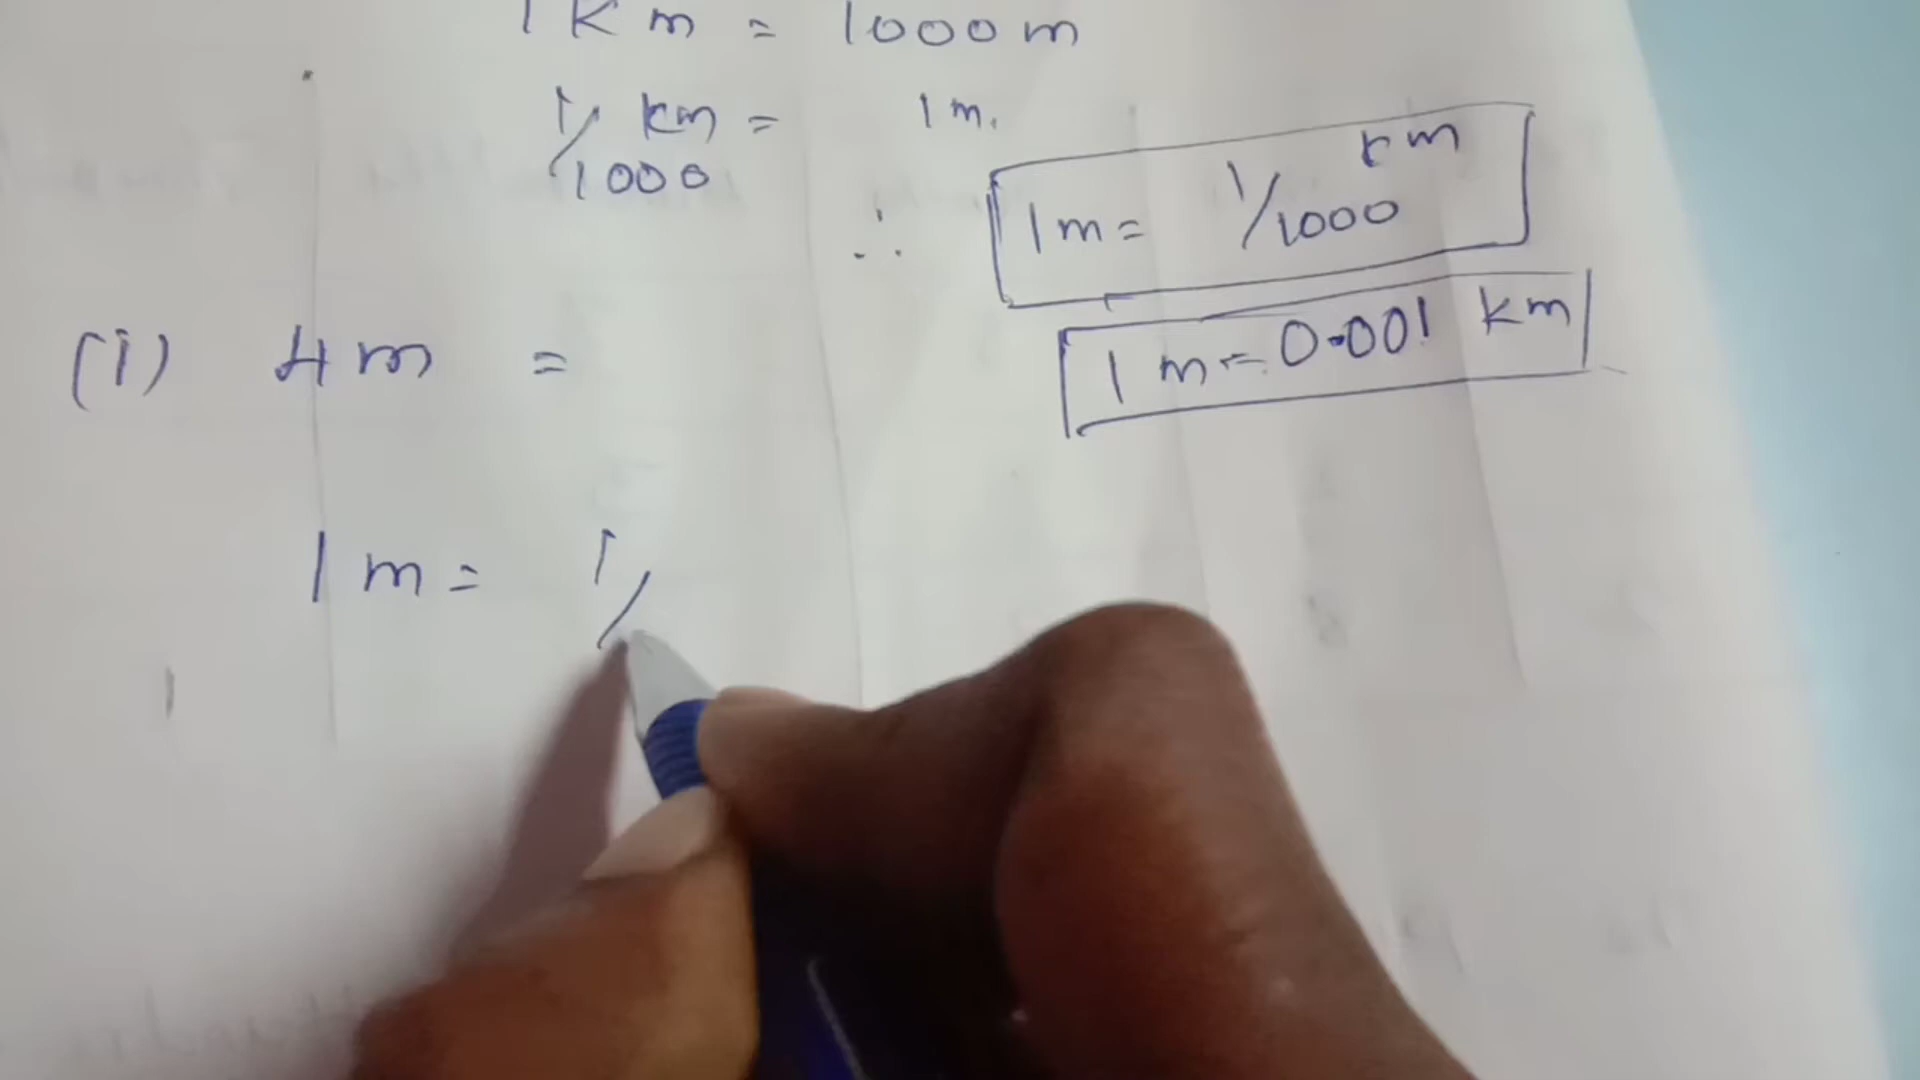 1 Km = 1000 m
1/1000 km = 1 m.
∴ 1 m = 1/1000 km
1 m = 0.001 km
(i) 4 m =
1 m = 1/